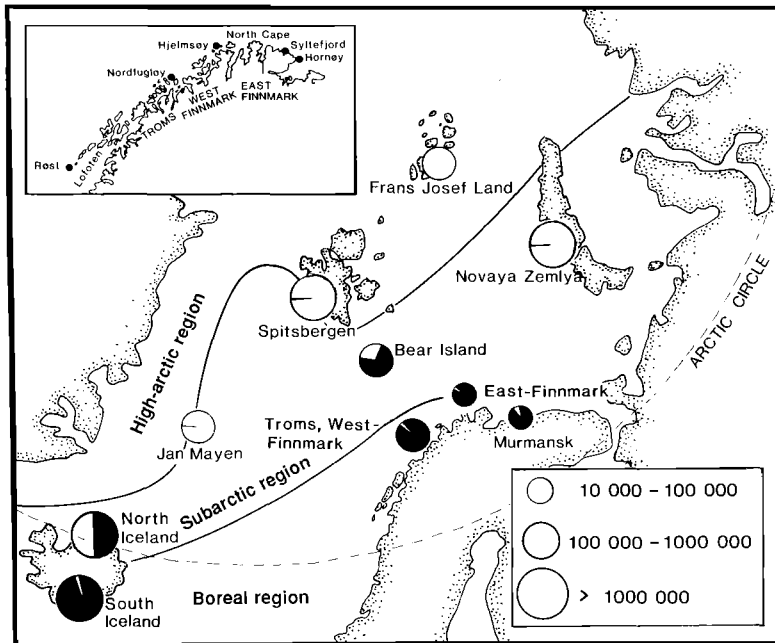 North Cape
Hjelmsøy
Syltefjord
Hornøy
Nordfugløy
EAST
FINNMARK
WEST
FINNMARK
TROMS
Lofoten
Røst
Frans Josef Land
Novaya Zemlya
Spitsbergen
ARCTIC CIRCLE
High-arctic region
Bear Island
East-Finnmark
Troms, West-
Finnmark
Murmansk
Jan Mayen
Subarctic region
North
Iceland
South
Iceland
Boreal region
10 000 – 100 000
100 000 – 1000 000
> 1000 000